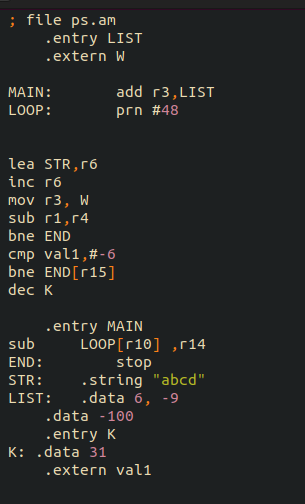 ; file ps.am
    .entry LIST
    .extern W

MAIN:       add r3,LIST
LOOP:       prn #48


lea STR,r6
inc r6
mov r3, W
sub r1,r4
bne END
cmp val1,#-6
bne END[r15]
dec K

    .entry MAIN
sub     LOOP[r10] ,r14
END:        stop
STR:    .string "abcd"
LIST:   .data 6, -9
    .data -100
    .entry K
K: .data 31
    .extern val1